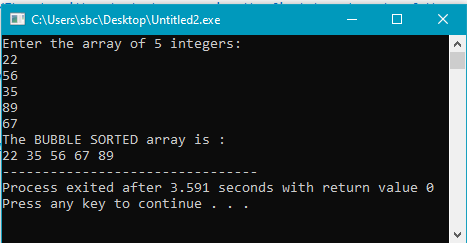 C:\Users\sbc\Desktop\Untitled2.exe
Enter the array of 5 integers:
22
56
35
89
67
The BUBBLE SORTED array is :
22 35 56 67 89
--------------------------------
Process exited after 3.591 seconds with return value 0
Press any key to continue . . .